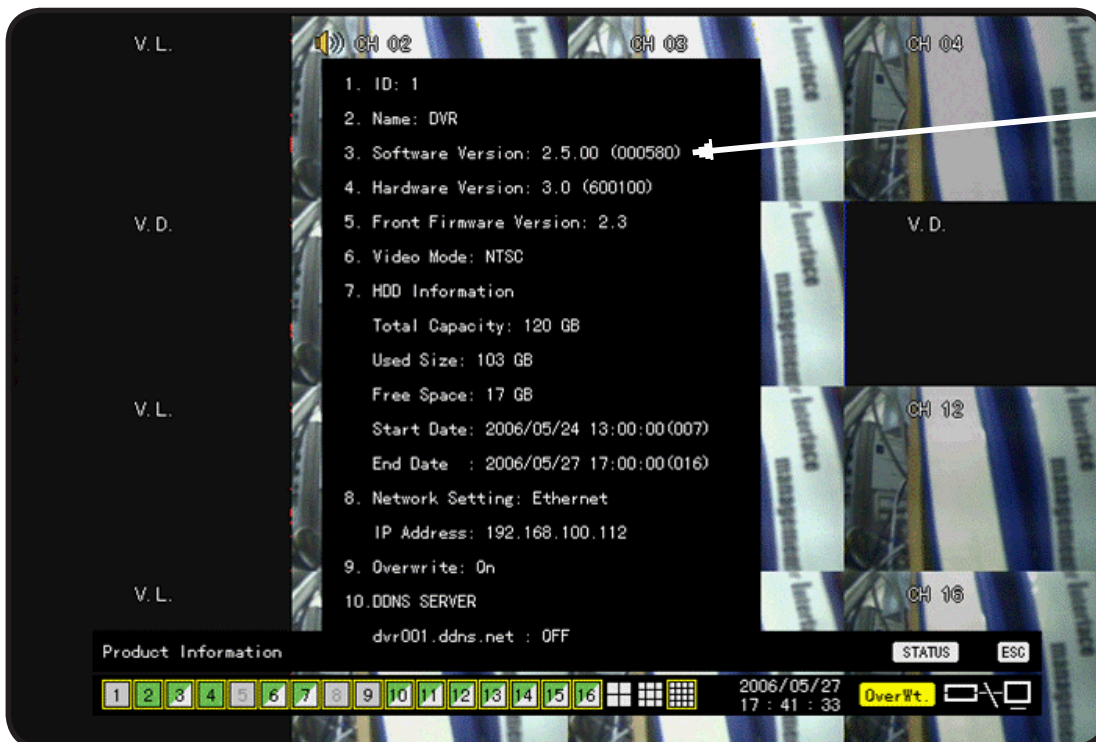 V.L.
CH 02
CH 03
CH 04
1. ID: 1
2. Name: DVR
3. Software Version: 2.5.00 (000580)
4. Hardware Version: 3.0 (600100)
V.D.
5. Front Firmware Version: 2.3
V.D.
6. Video Mode: NTSC
7. HDD Information
Total Capacity: 120 GB
Used Size: 103 GB
Free Space: 17 GB
V.L.
CH 12
Start Date: 2006/05/24 13:00:00(007)
End Date : 2006/05/27 17:00:00(016)
8. Network Setting: Ethernet
IP Address: 192.168.100.112
9. Overwrite: On
V.L.
CH 16
10.DDNS SERVER
dvr001.ddns.net : OFF
Product Information
STATUS
ESC
1 2 3 4 5 6 7 8 9 10 11 12 13 14 15 16
2006/05/27
17 : 41 : 33
OverWt.
Interface
management